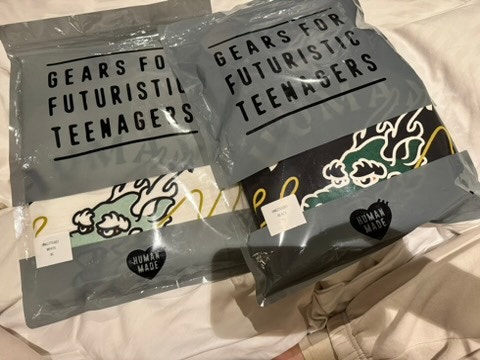 GEARS FOR
FUTURISTIC
TEENAGERS
HUMAN
MADE
GEARS FOR
FUTURISTIC
TEENAGERS
HUMAN
MADE